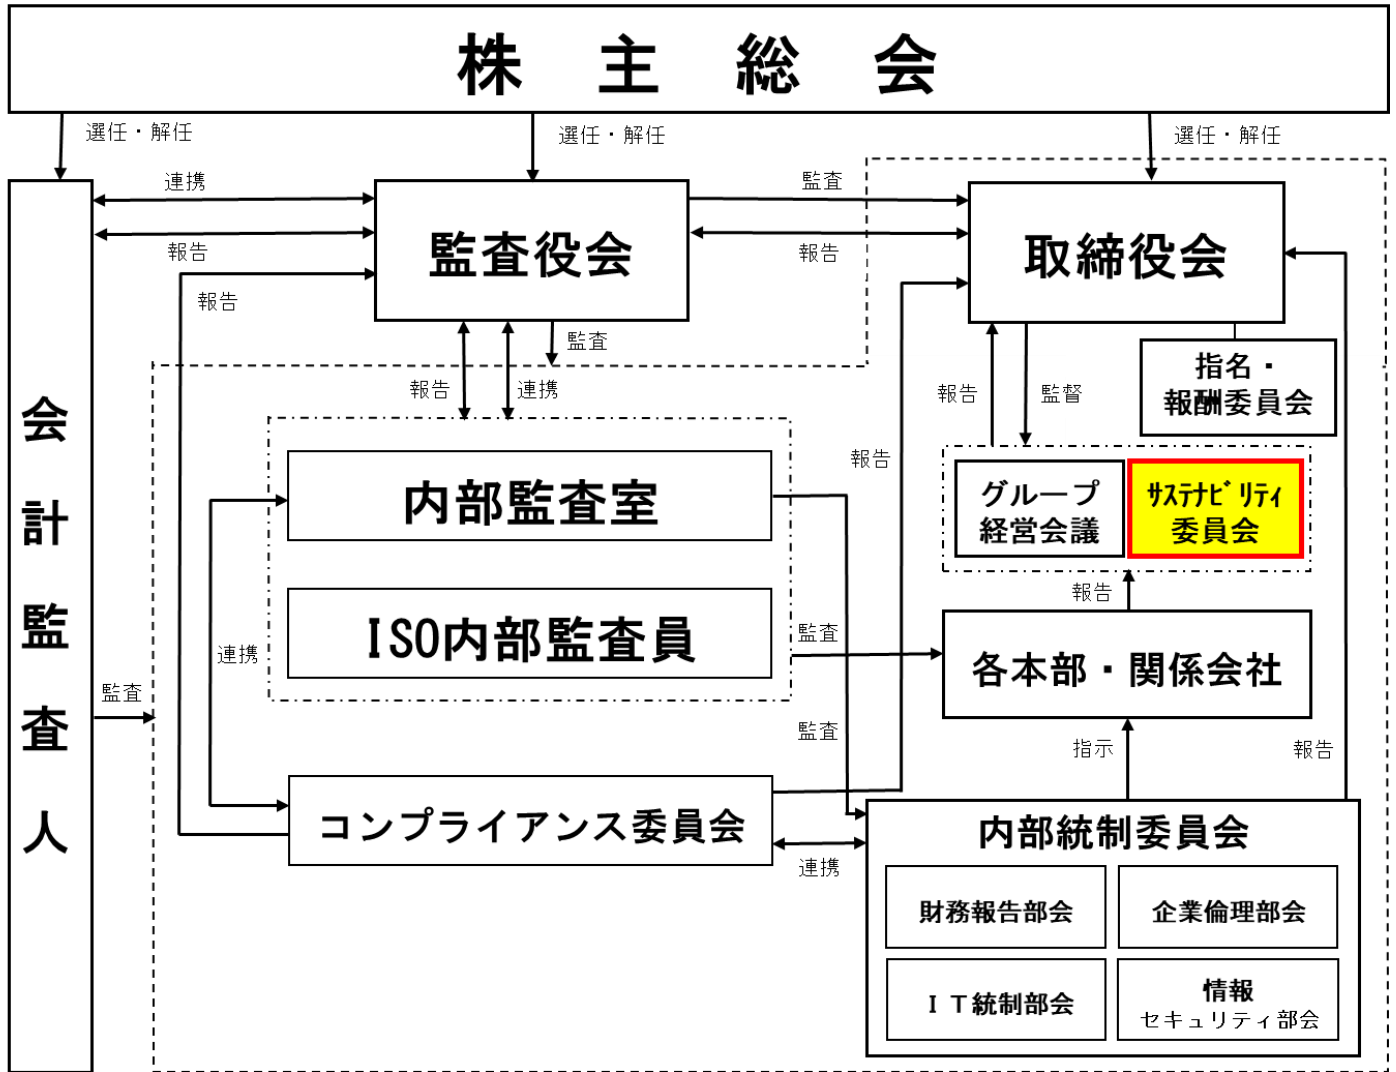 株主総会
選任・解任
選任・解任
選任・解任
連携
監査
報告
報告
報告
監査役会
取締役会
監査
報告
連携
報告
監督
指名・
報酬委員会
報告
会計監査人
内部監査室
グループ
経営会議
サステナビリティ
委員会
報告
ISO内部監査員
監査
連携
各本部・関係会社
監査
監査
指示
報告
コンプライアンス委員会
連携
内部統制委員会
財務報告部会
企業倫理部会
IT統制部会
情報
セキュリティ部会